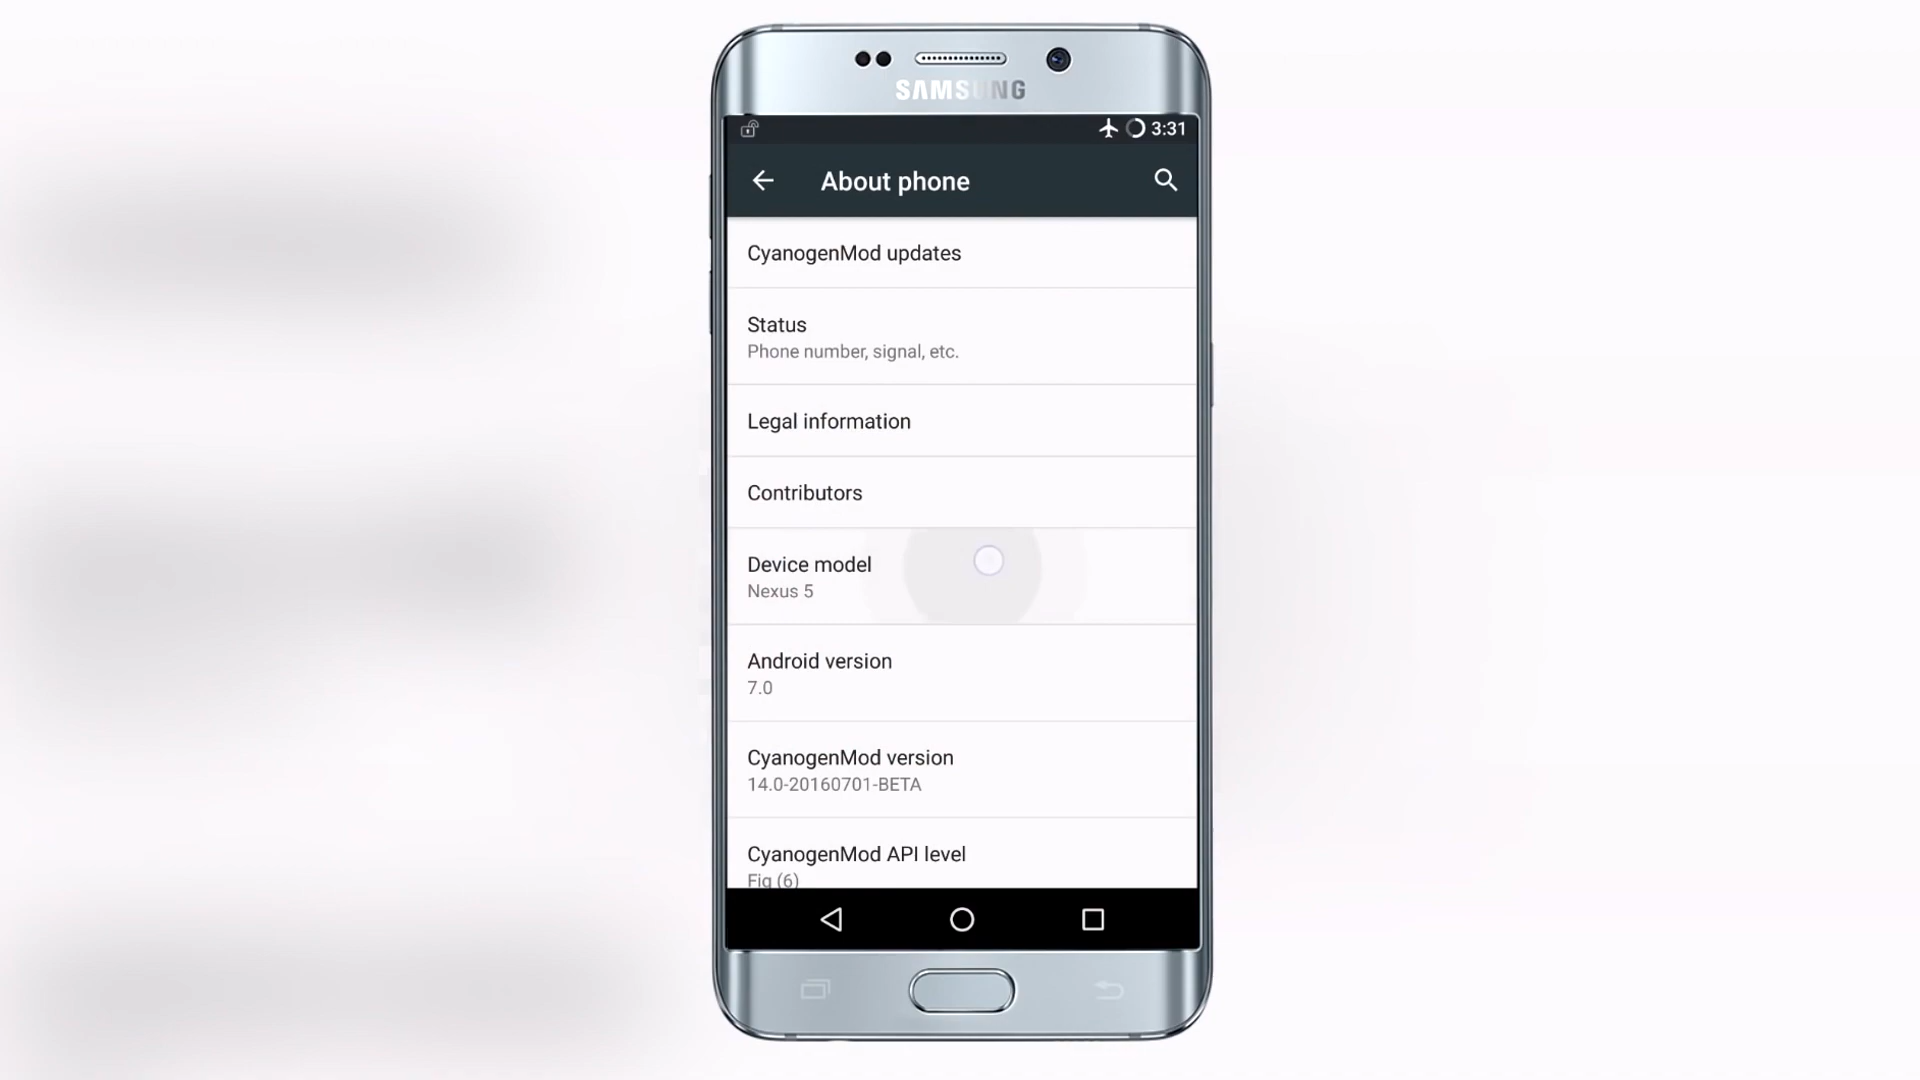 SAMSUNG
3:31
About phone
CyanogenMod updates
Status
Phone number, signal, etc.
Legal information
Contributors
Device model
Nexus 5
Android version
7.0
CyanogenMod version
14.0-20160701-BETA
CyanogenMod API level
Fig (6)